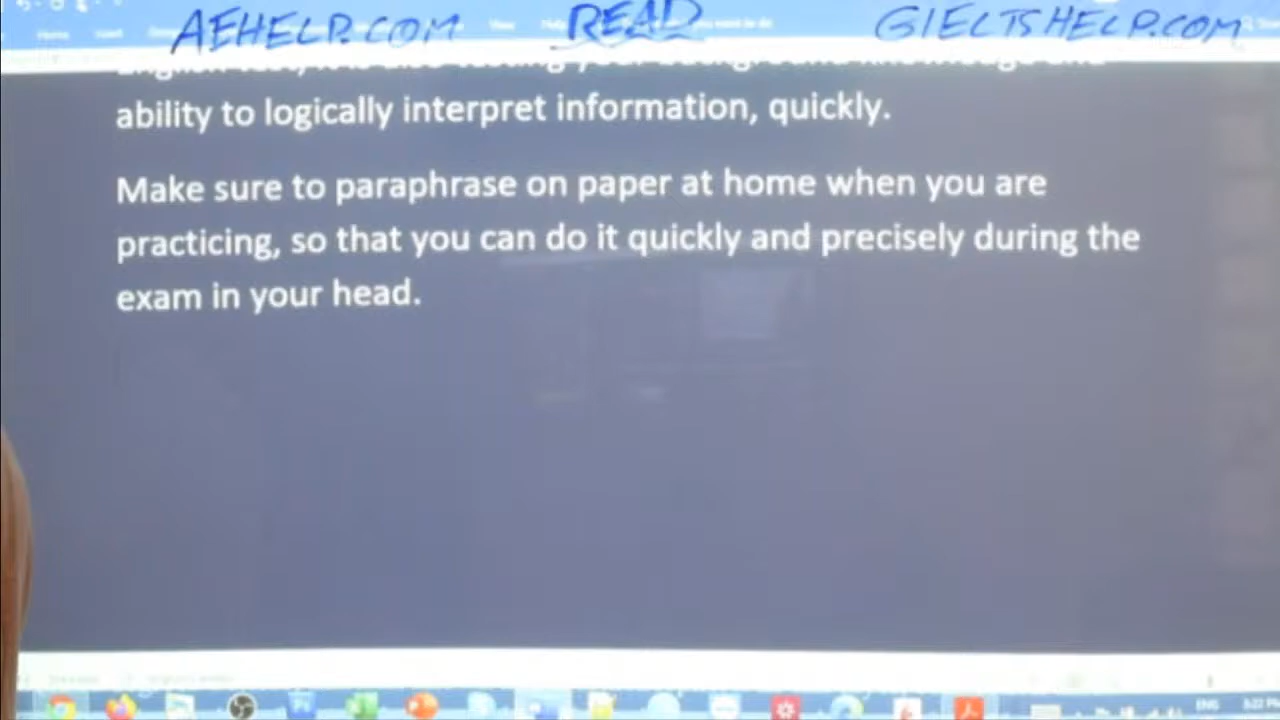 AEHELP.COM READ GIELTSHELP.COM
ability to logically interpret information, quickly.
Make sure to paraphrase on paper at home when you are
practicing, so that you can do it quickly and precisely during the
exam in your head.
ENG